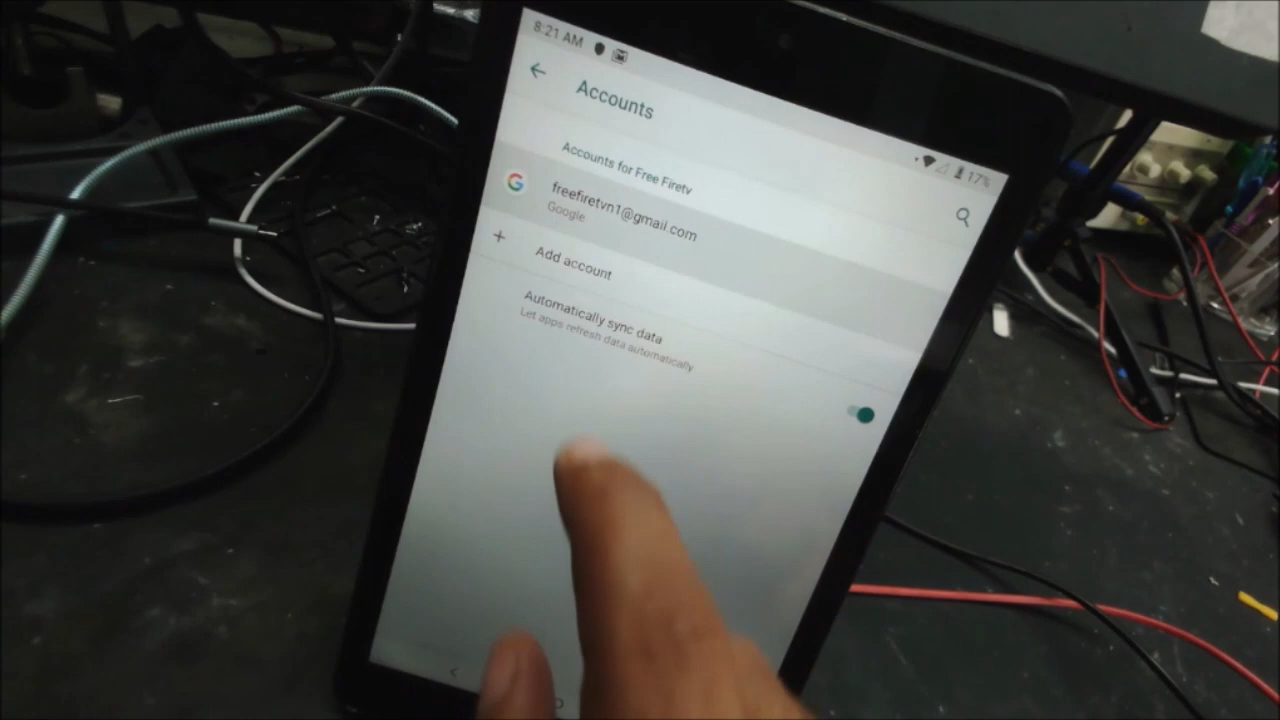 8:21 AM
17%
Accounts
Accounts for Free Firetv
freefiretvn1@gmail.com
Google
Add account
Automatically sync data
Let apps refresh data automatically